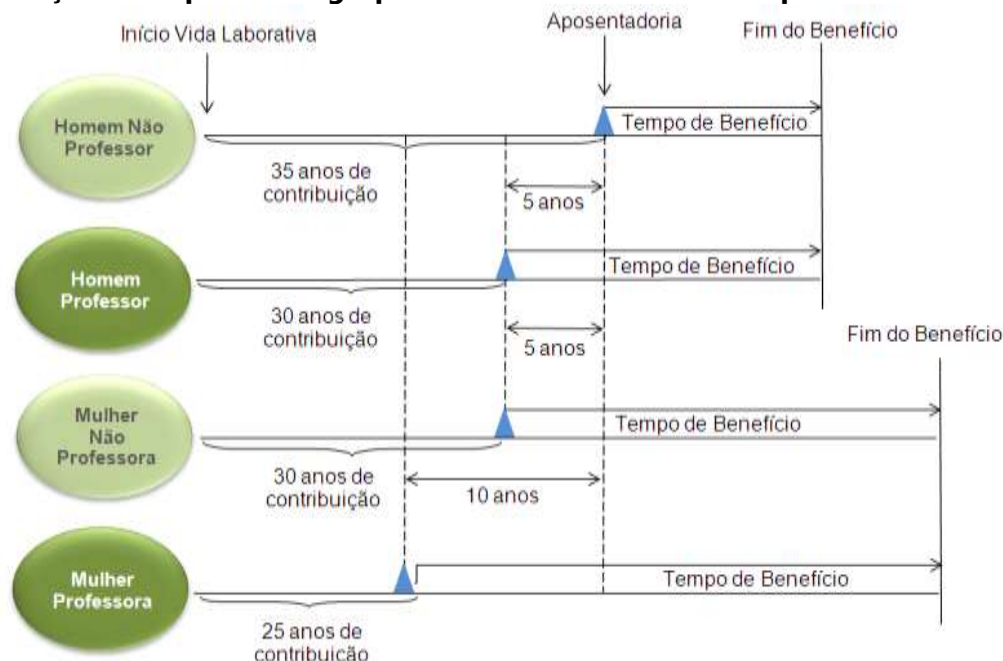 Início Vida Laborativa
Aposentadoria
Fim do Benefício
Homem Não
Professor
Tempo de Benefício
35 anos de
contribuição
5 anos
Homem
Professor
Tempo de Benefício
30 anos de
contribuição
5 anos
Fim do Benefício
Mulher
Não
Professora
Tempo de Benefício
30 anos de
contribuição
10 anos
Mulher
Professora
Tempo de Benefício
25 anos de
contribuição